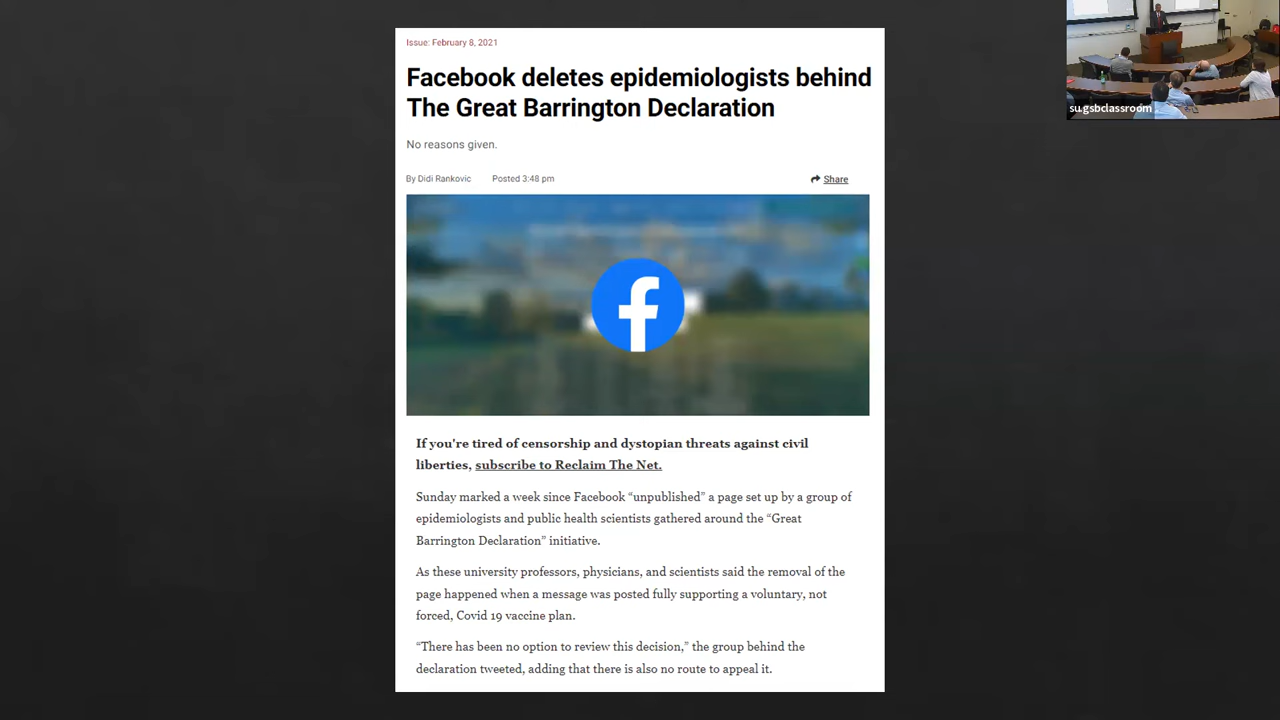 Issue: February 8, 2021
Facebook deletes epidemiologists behind
The Great Barrington Declaration
No reasons given.
By Didi Rankovic Posted 3:48 pm Share
If you're tired of censorship and dystopian threats against civil
liberties, subscribe to Reclaim The Net.
Sunday marked a week since Facebook “unpublished” a page set up by a group of
epidemiologists and public health scientists gathered around the “Great
Barrington Declaration” initiative.
As these university professors, physicians, and scientists said the removal of the
page happened when a message was posted fully supporting a voluntary, not
forced, Covid 19 vaccine plan.
“There has been no option to review this decision,” the group behind the
declaration tweeted, adding that there is also no route to appeal it.
su.gsbclassroom